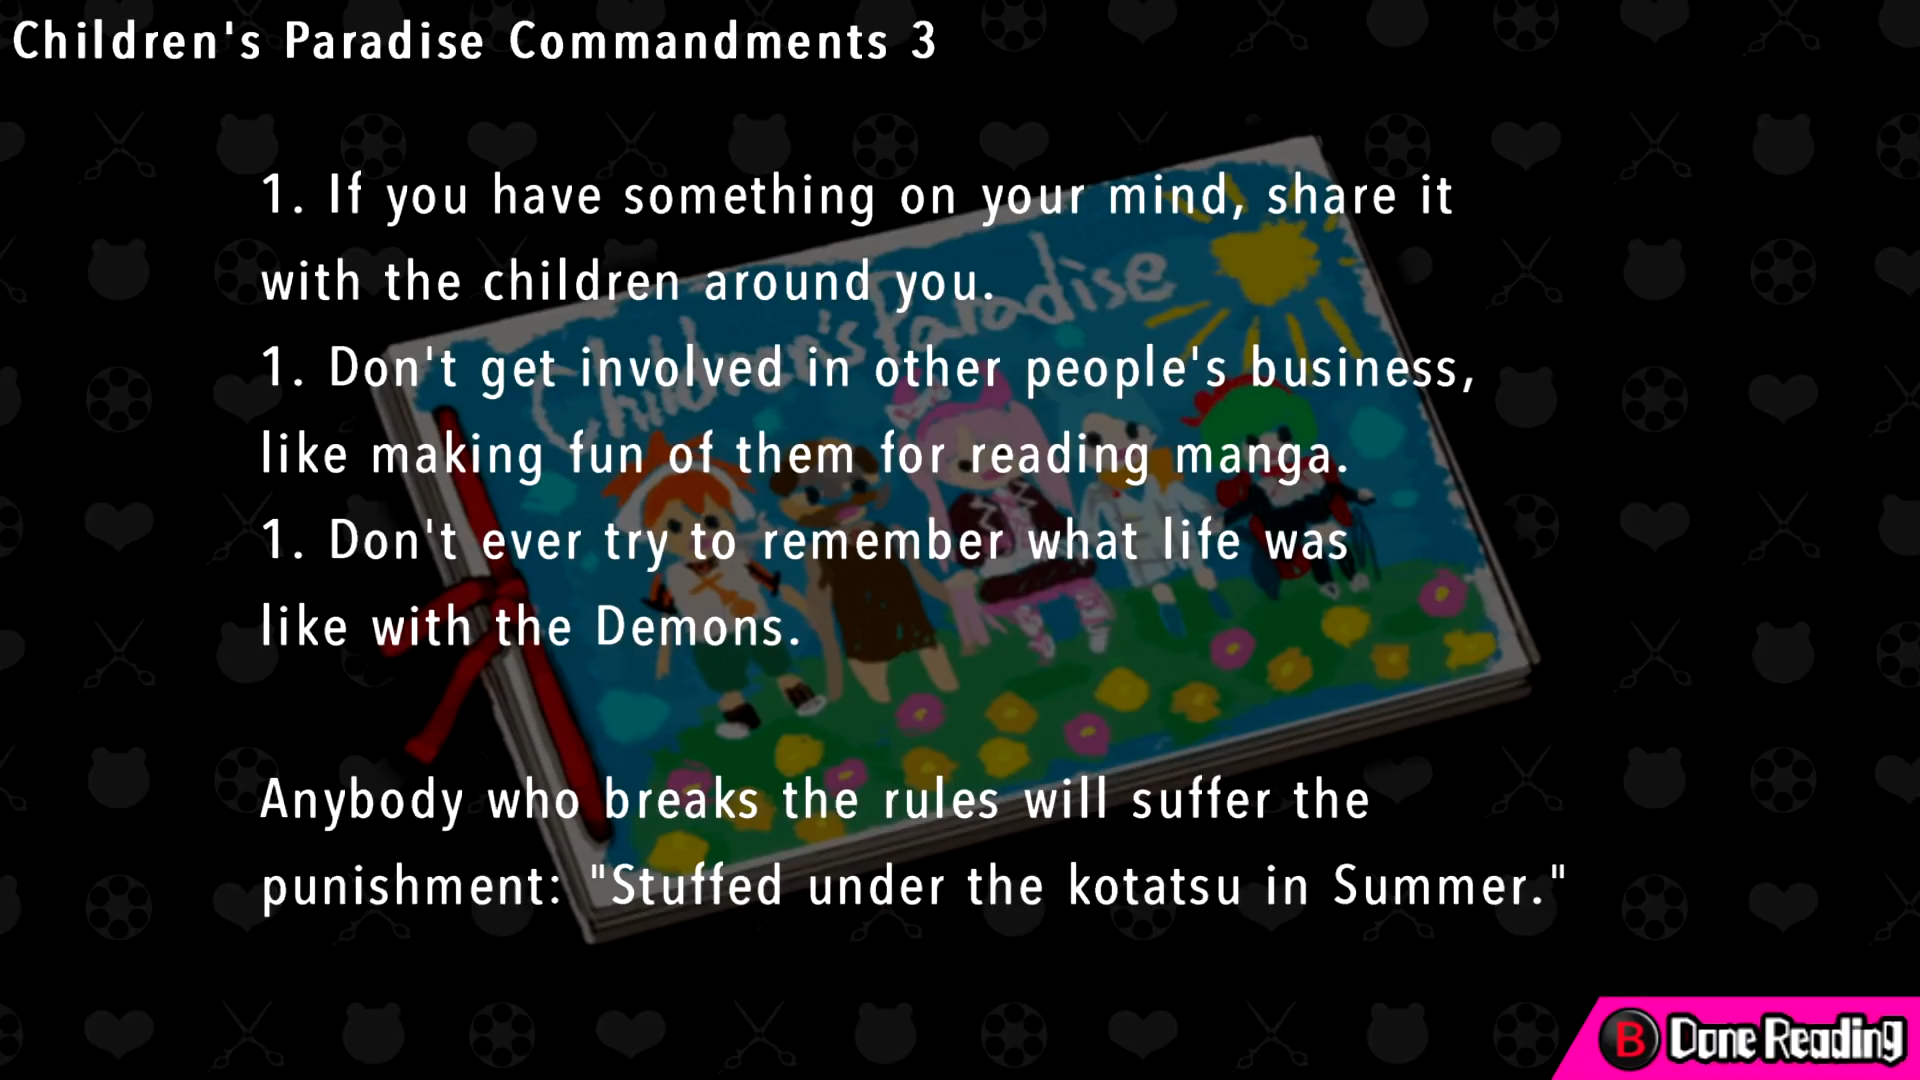 Children's Paradise Commandments 3
1. If you have something on your mind, share it
with the children around you.
1. Don't get involved in other people's business,
like making fun of them for reading manga.
1. Don't ever try to remember what life was
like with the Demons.
Anybody who breaks the rules will suffer the
punishment: "Stuffed under the kotatsu in Summer."
Children's Paradise
B Done Reading